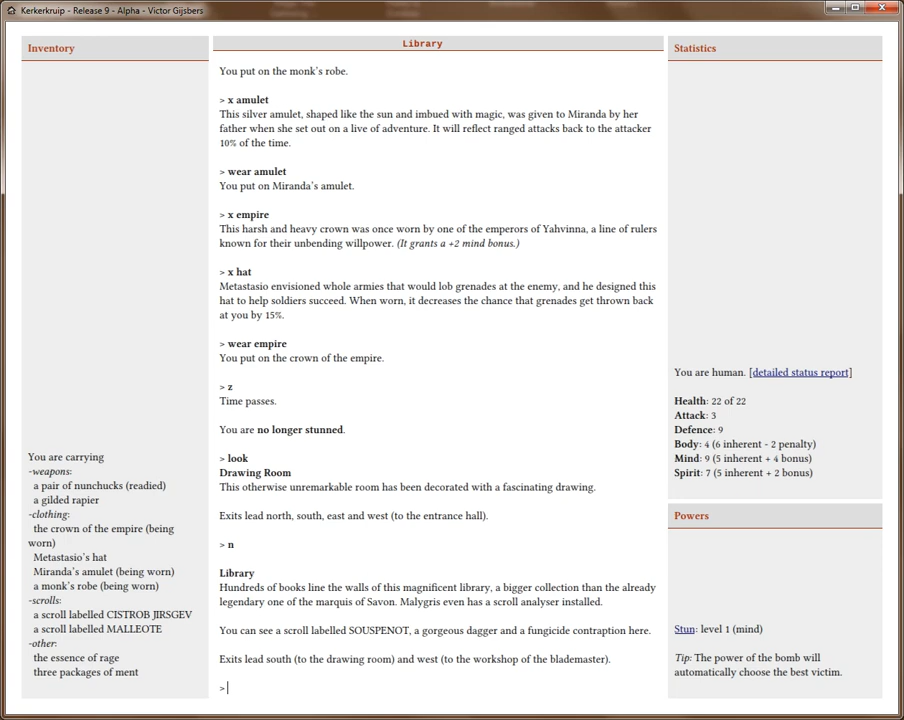 Kerkerkruip - Release 9 - Alpha - Victor Gijsbers
Inventory
You are carrying
-weapons:
a pair of nunchucks (readied)
a gilded rapier
-clothing:
the crown of the empire (being
worn)
Metastasio's hat
Miranda's amulet (being worn)
a monk's robe (being worn)
-scrolls:
a scroll labelled CISTROB JIRSGEV
a scroll labelled MALLEOTE
-other:
the essence of rage
three packages of ment
Library
You put on the monk's robe.
> x amulet
This silver amulet, shaped like the sun and imbued with magic, was given to Miranda by her
father when she set out on a live of adventure. It will reflect ranged attacks back to the attacker
10% of the time.
> wear amulet
You put on Miranda's amulet.
> x empire
This harsh and heavy crown was once worn by one of the emperors of Yahvinna, a line of rulers
known for their unbending willpower. (It grants a +2 mind bonus.)
> x hat
Metastasio envisioned whole armies that would lob grenades at the enemy, and he designed this
hat to help soldiers succeed. When worn, it decreases the chance that grenades get thrown back
at you by 15%.
> wear empire
You put on the crown of the empire.
> z
Time passes.
You are no longer stunned.
> look
Drawing Room
This otherwise unremarkable room has been decorated with a fascinating drawing.
Exits lead north, south, east and west (to the entrance hall).
> n
Library
Hundreds of books line the walls of this magnificent library, a bigger collection than the already
legendary one of the marquis of Savon. Malygris even has a scroll analyser installed.
You can see a scroll labelled SOUSPENOT, a gorgeous dagger and a fungicide contraption here.
Exits lead south (to the drawing room) and west (to the workshop of the blademaster).
>
Statistics
You are human. [detailed status report]
Health: 22 of 22
Attack: 3
Defence: 9
Body: 4 (6 inherent - 2 penalty)
Mind: 9 (5 inherent + 4 bonus)
Spirit: 7 (5 inherent + 2 bonus)
Powers
Stun: level 1 (mind)
Tip: The power of the bomb will
automatically choose the best victim.